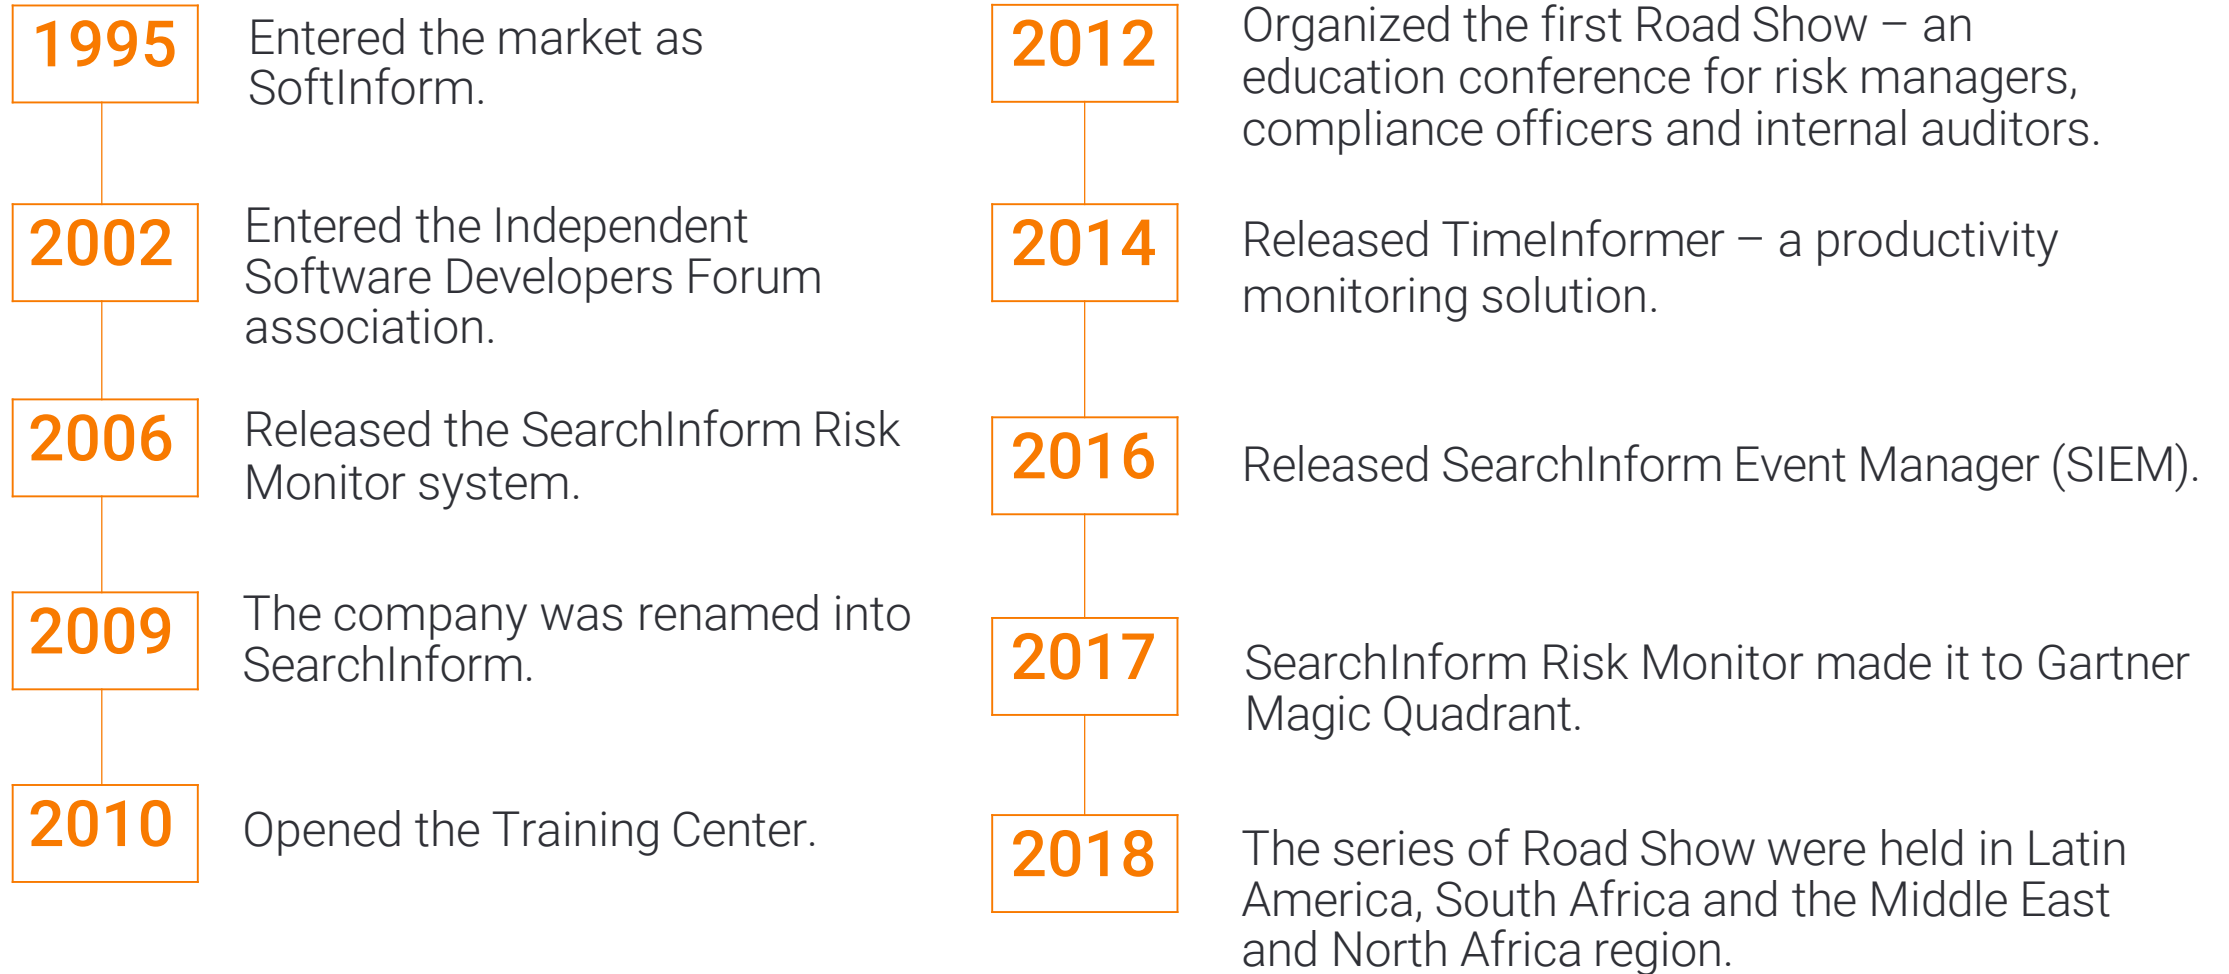 1995
Entered the market as
SoftInform.
2002
Entered the Independent
Software Developers Forum
association.
2006
Released the SearchInform Risk
Monitor system.
2009
The company was renamed into
SearchInform.
2010
Opened the Training Center.
2012
Organized the first Road Show – an
education conference for risk managers,
compliance officers and internal auditors.
2014
Released TimeInformer – a productivity
monitoring solution.
2016
Released SearchInform Event Manager (SIEM).
2017
SearchInform Risk Monitor made it to Gartner
Magic Quadrant.
2018
The series of Road Show were held in Latin
America, South Africa and the Middle East
and North Africa region.